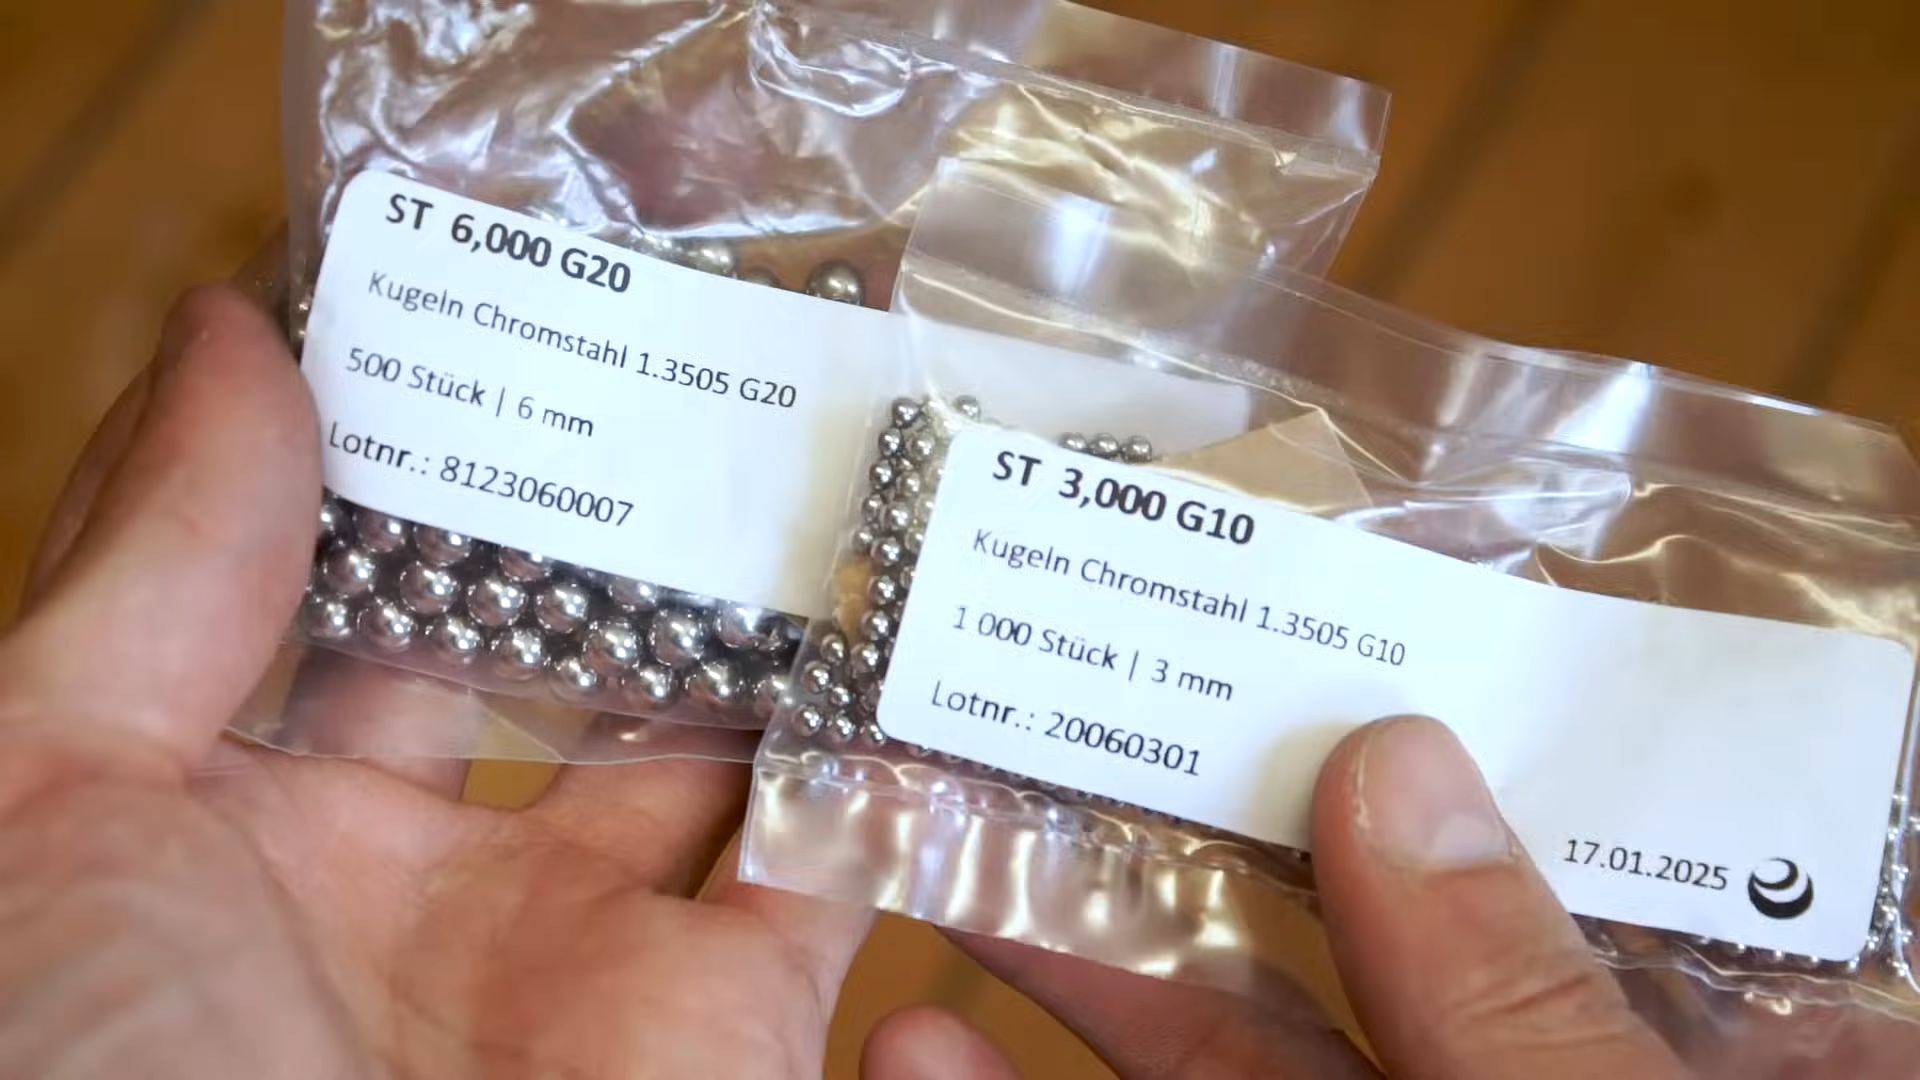 ST 6,000 G20
Kugeln Chromstahl 1.3505 G20
500 Stück | 6 mm
Lotnr.: 8123060007
ST 3,000 G10
Kugeln Chromstahl 1.3505 G10
1 000 Stück | 3 mm
Lotnr.: 20060301
17.01.2025